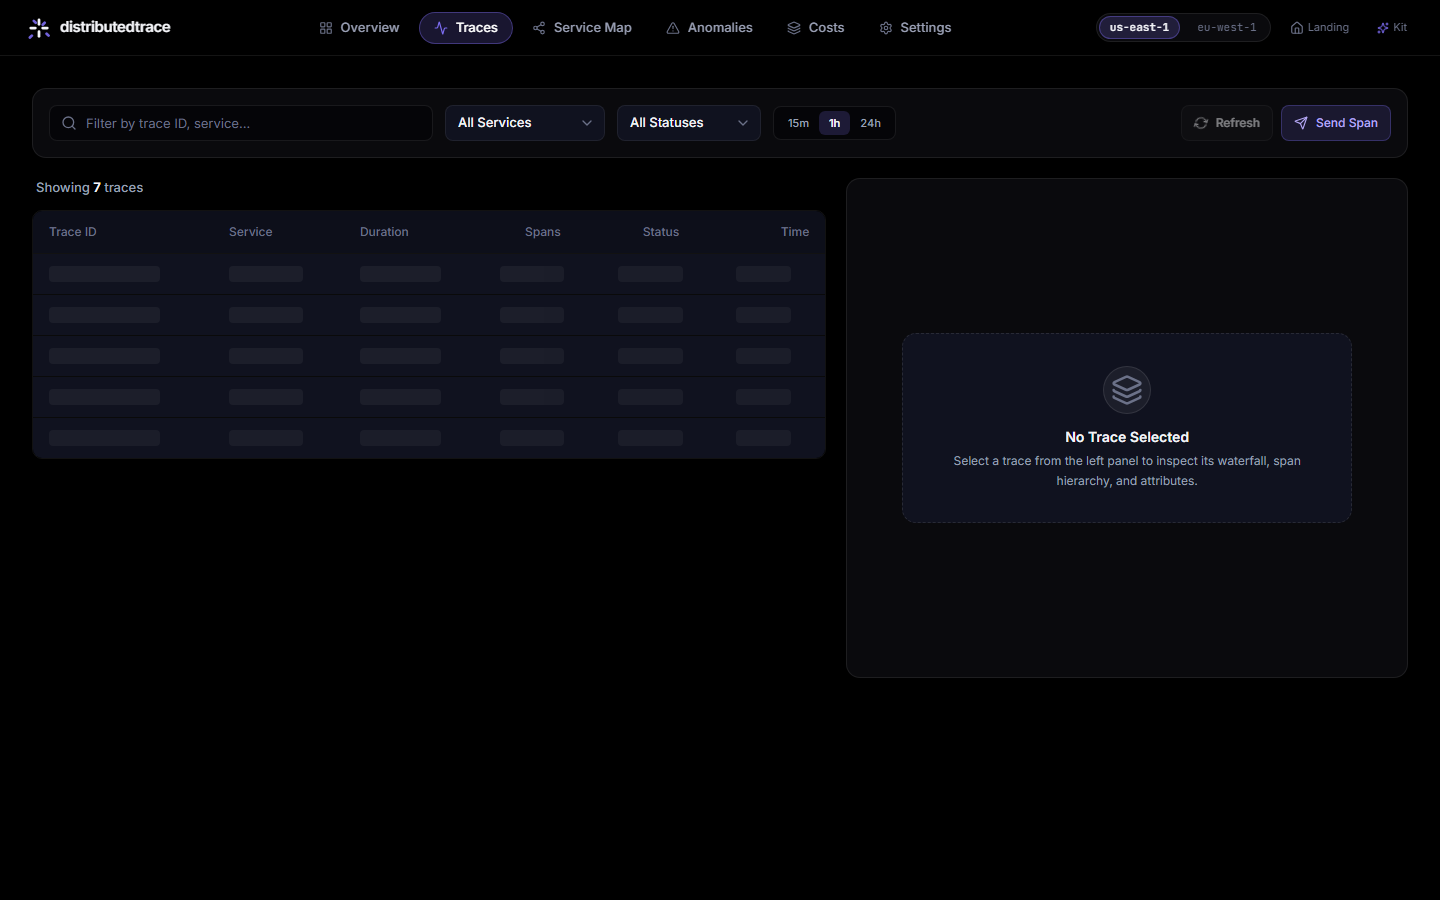 distributedtrace
Overview
Traces
Service Map
Anomalies
Costs
Settings
us-east-1
eu-west-1
Landing
Kit
Filter by trace ID, service...
All Services
All Statuses
15m
1h
24h
Refresh
Send Span
Showing 7 traces
Trace ID
Service
Duration
Spans
Status
Time
No Trace Selected
Select a trace from the left panel to inspect its waterfall, span
hierarchy, and attributes.